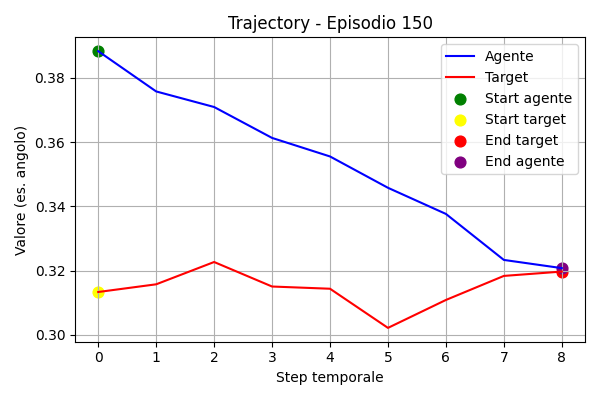 Trajectory - Episodio 150
Valore (es. angolo)
0.38
0.36
0.34
0.32
0.30
Agente
Target
Start agente
Start target
End target
End agente
0 1 2 3 4 5 6 7 8
Step temporale